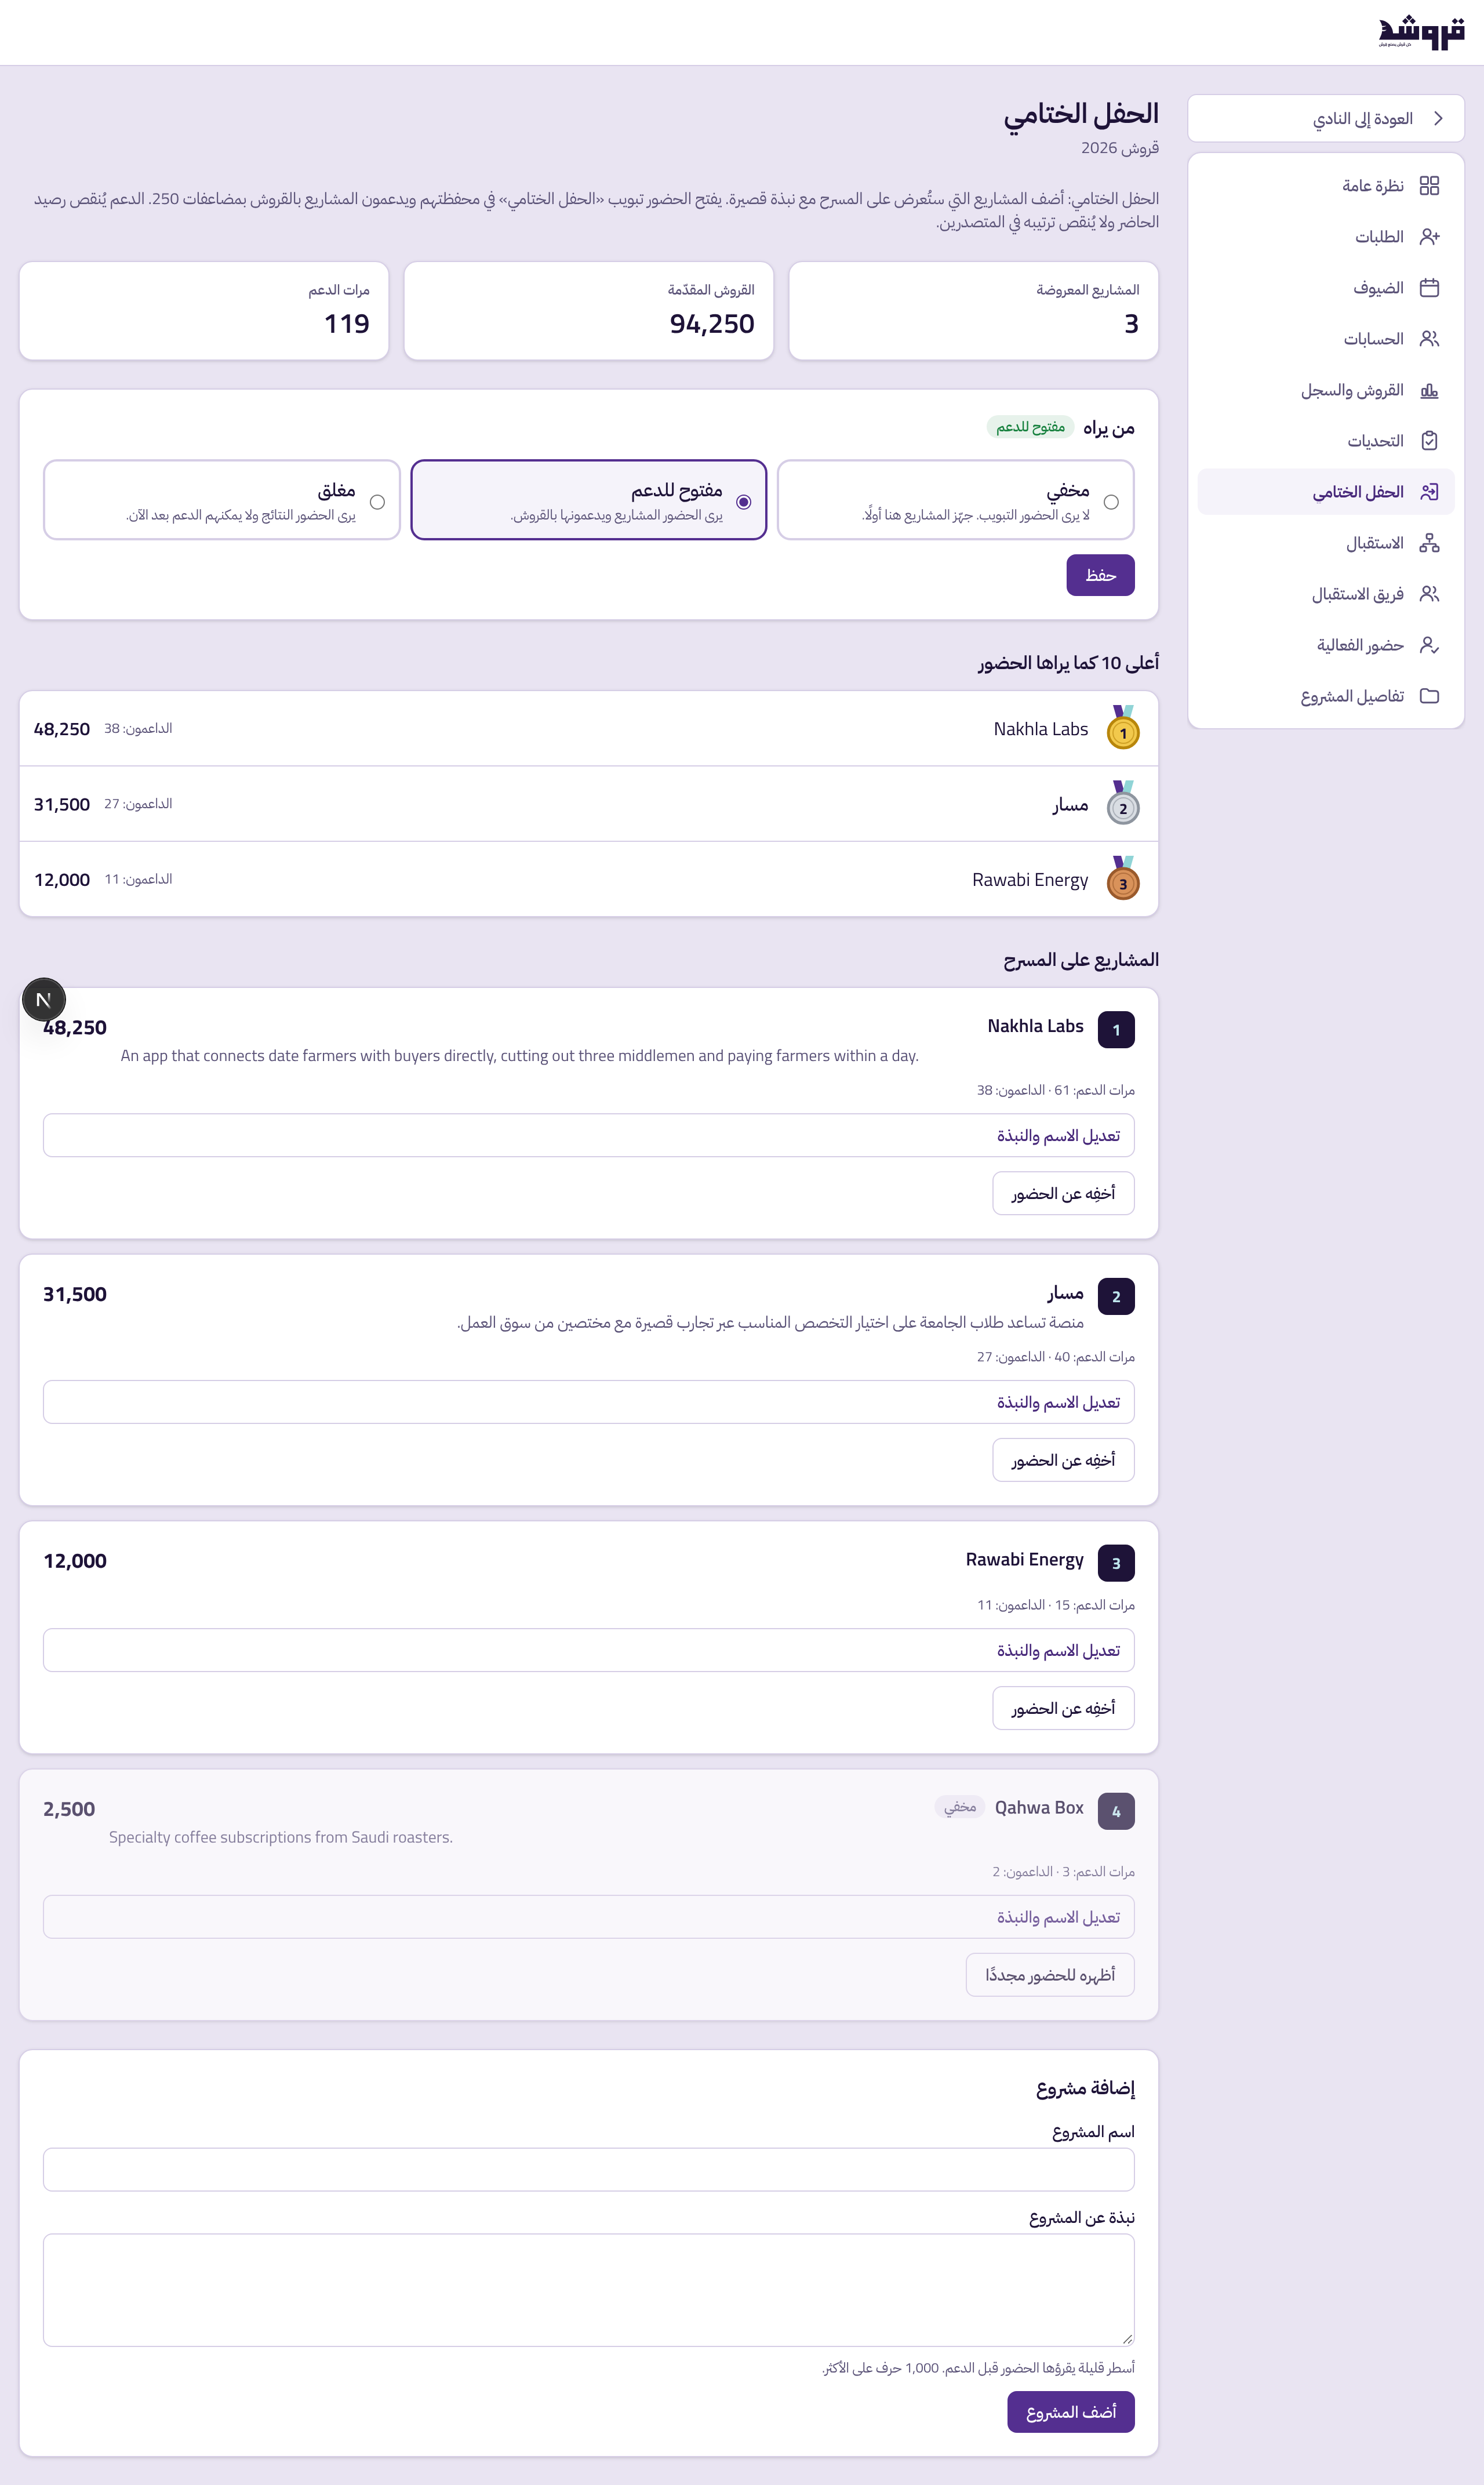 قروش
العودة إلى النادي
نظرة عامة
الطلبات
الضيوف
الحسابات
القروش والسجل
التحديات
الحفل الختامي
الاستقبال
فريق الاستقبال
حضور الفعالية
تفاصيل المشروع
الحفل الختامي
قروش 2026
الحفل الختامي: أضف المشاريع التي ستُعرض على المسرح مع نبذة قصيرة. يفتح الحضور تبويب «الحفل الختامي» في محفظتهم ويدعمون المشاريع بالقروش بمضاعفات 250. الدعم يُنقص رصيد
الحاضر ولا يُنقص ترتيبه في المتصدرين.
المشاريع المعروضة
3
القروش المقدّمة
94,250
مرات الدعم
119
من يراه مفتوح للدعم
مخفي
لا يرى الحضور التبويب. جهّز المشاريع هنا أولًا.
مفتوح للدعم
يرى الحضور المشاريع ويدعمونها بالقروش.
مغلق
يرى الحضور النتائج ولا يمكنهم الدعم بعد الآن.
حفظ
أعلى 10 كما يراها الحضور
1 Nakhla Labs الداعمون: 38 48,250
2 مسار الداعمون: 27 31,500
3 Rawabi Energy الداعمون: 11 12,000
المشاريع على المسرح
N
1 Nakhla Labs 48,250
An app that connects date farmers with buyers directly, cutting out three middlemen and paying farmers within a day.
مرات الدعم: 61 · الداعمون: 38
تعديل الاسم والنبذة
أخفِه عن الحضور
2 مسار 31,500
منصة تساعد طلاب الجامعة على اختيار التخصص المناسب عبر تجارب قصيرة مع مختصين من سوق العمل.
مرات الدعم: 40 · الداعمون: 27
تعديل الاسم والنبذة
أخفِه عن الحضور
3 Rawabi Energy 12,000
مرات الدعم: 15 · الداعمون: 11
تعديل الاسم والنبذة
أخفِه عن الحضور
4 Qahwa Box مخفي 2,500
Specialty coffee subscriptions from Saudi roasters.
مرات الدعم: 3 · الداعمون: 2
تعديل الاسم والنبذة
أظهره للحضور مجددًا
إضافة مشروع
اسم المشروع
نبذة عن المشروع
أسطر قليلة يقرؤها الحضور قبل الدعم. 1,000 حرف على الأكثر.
أضف المشروع